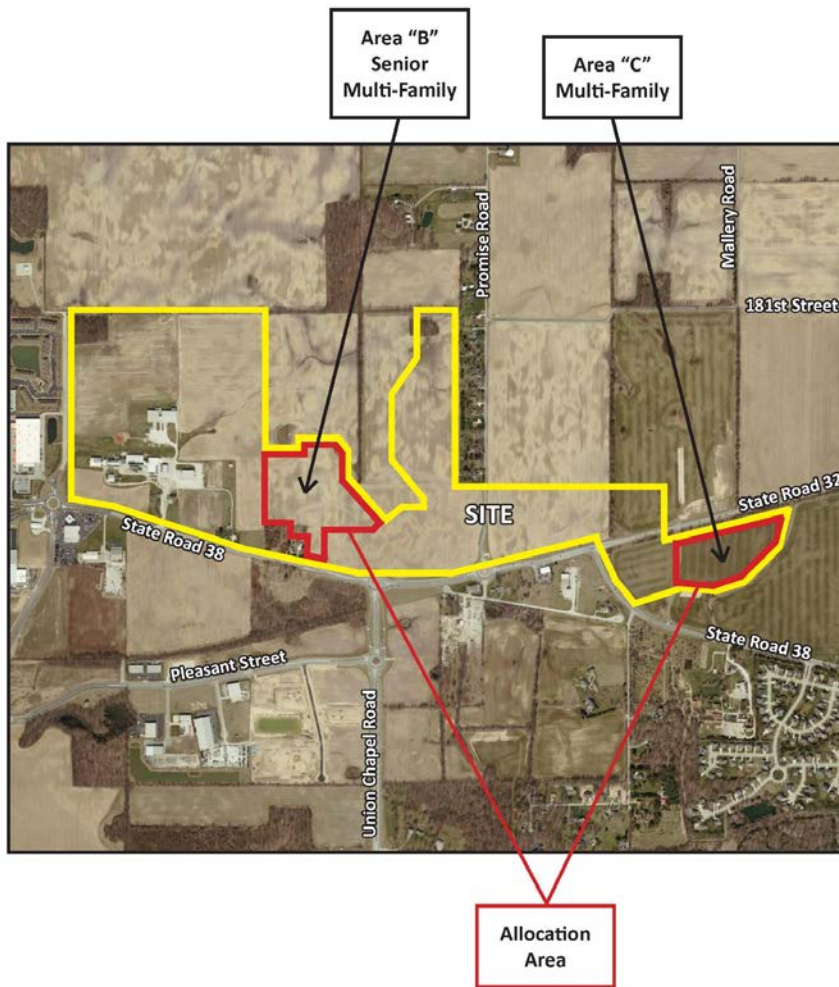 Area “B”
Senior
Multi-Family
Area “C”
Multi-Family
Promise Road
Mallery Road
181st Street
State Road 32
SITE
State Road 38
State Road 38
Pleasant Street
Union Chapel Road
Allocation
Area